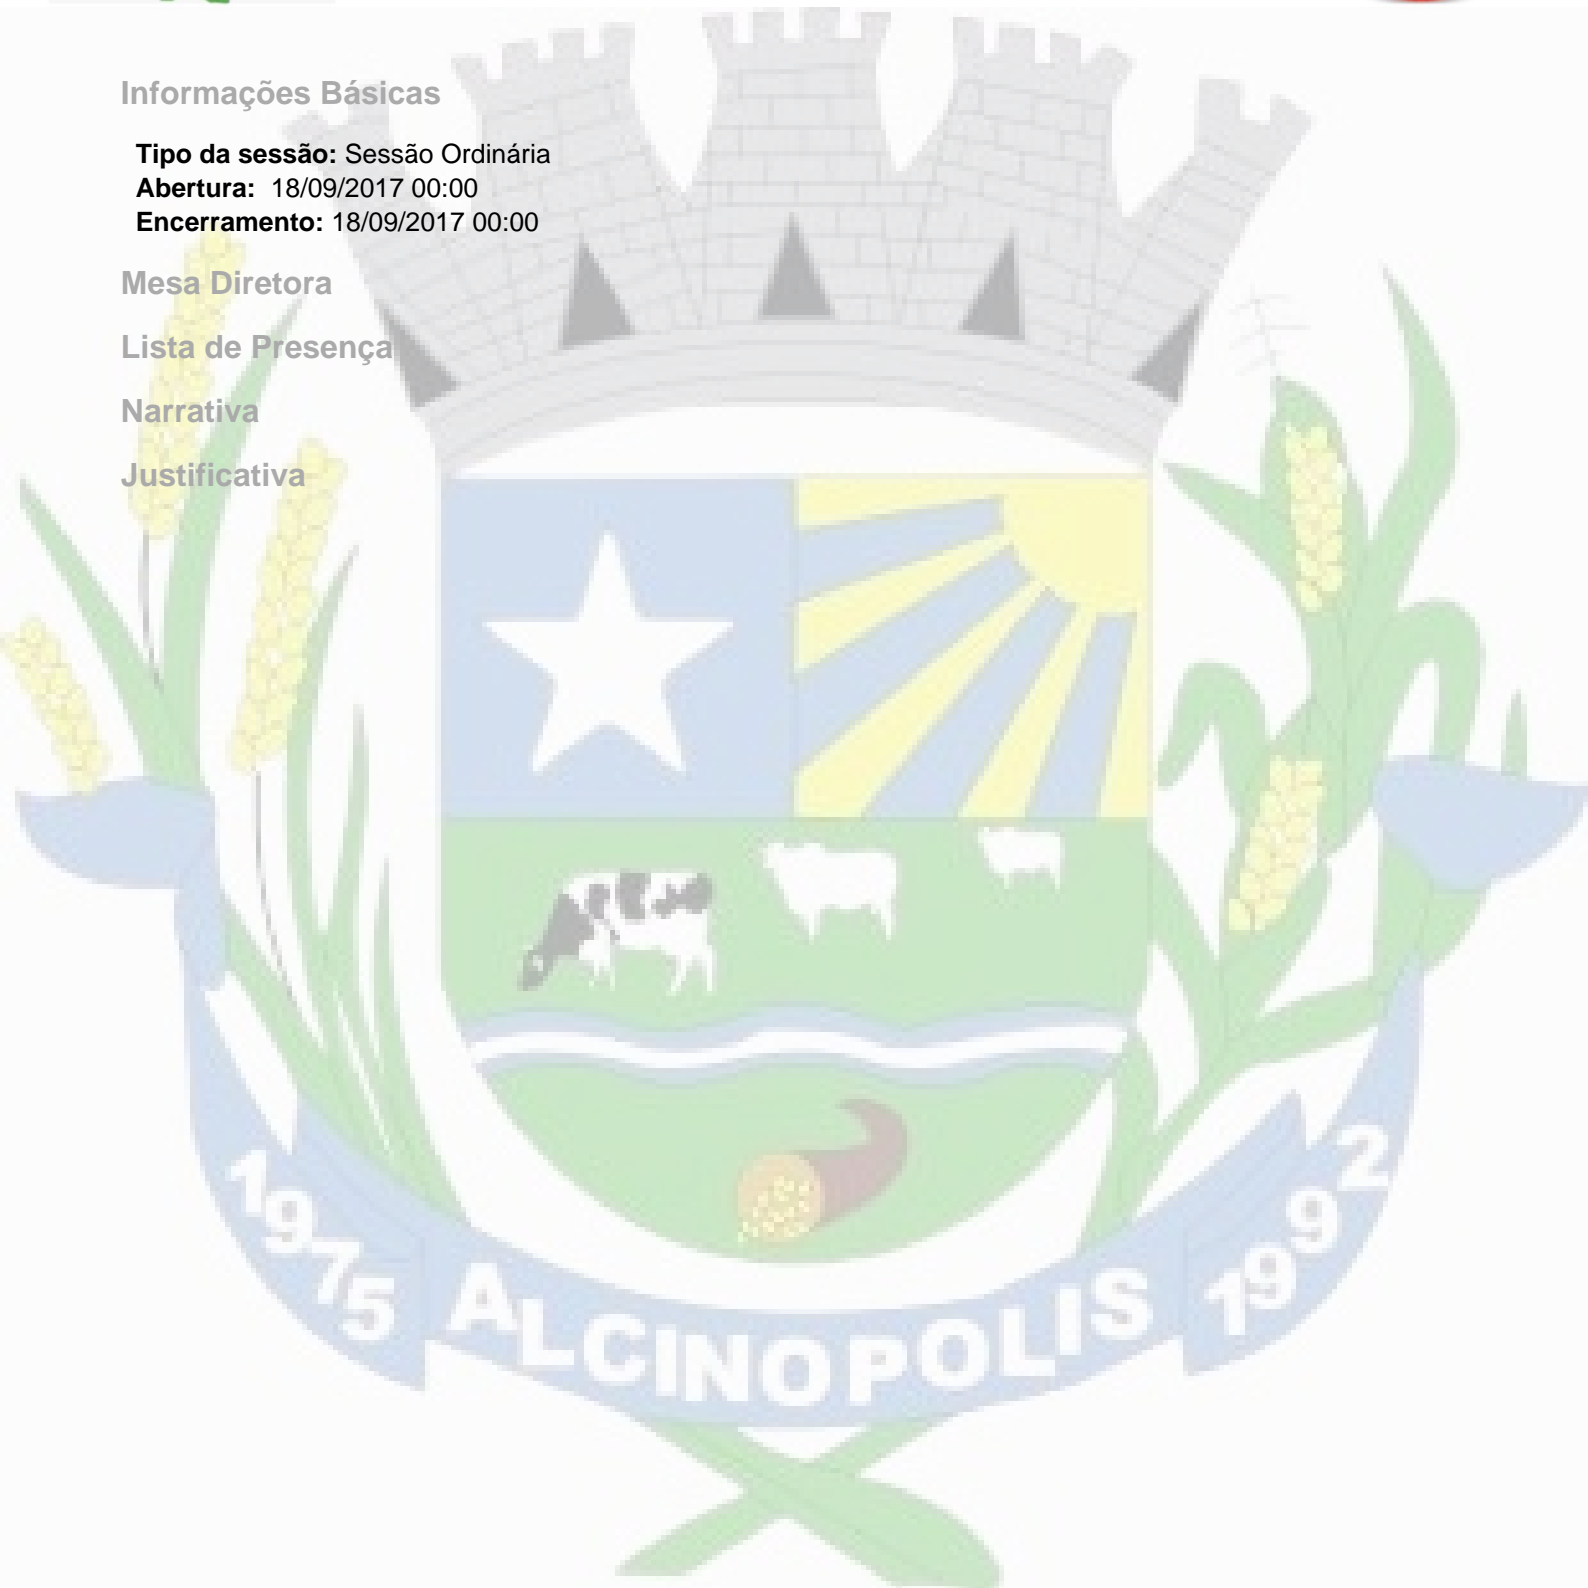 Informações Básicas
Tipo da sessão: Sessão Ordinária
Abertura: 18/09/2017 00:00
Encerramento: 18/09/2017 00:00
Mesa Diretora
Lista de Presença
Narrativa
Justificativa
1975 ALCINOPOLIS 1992